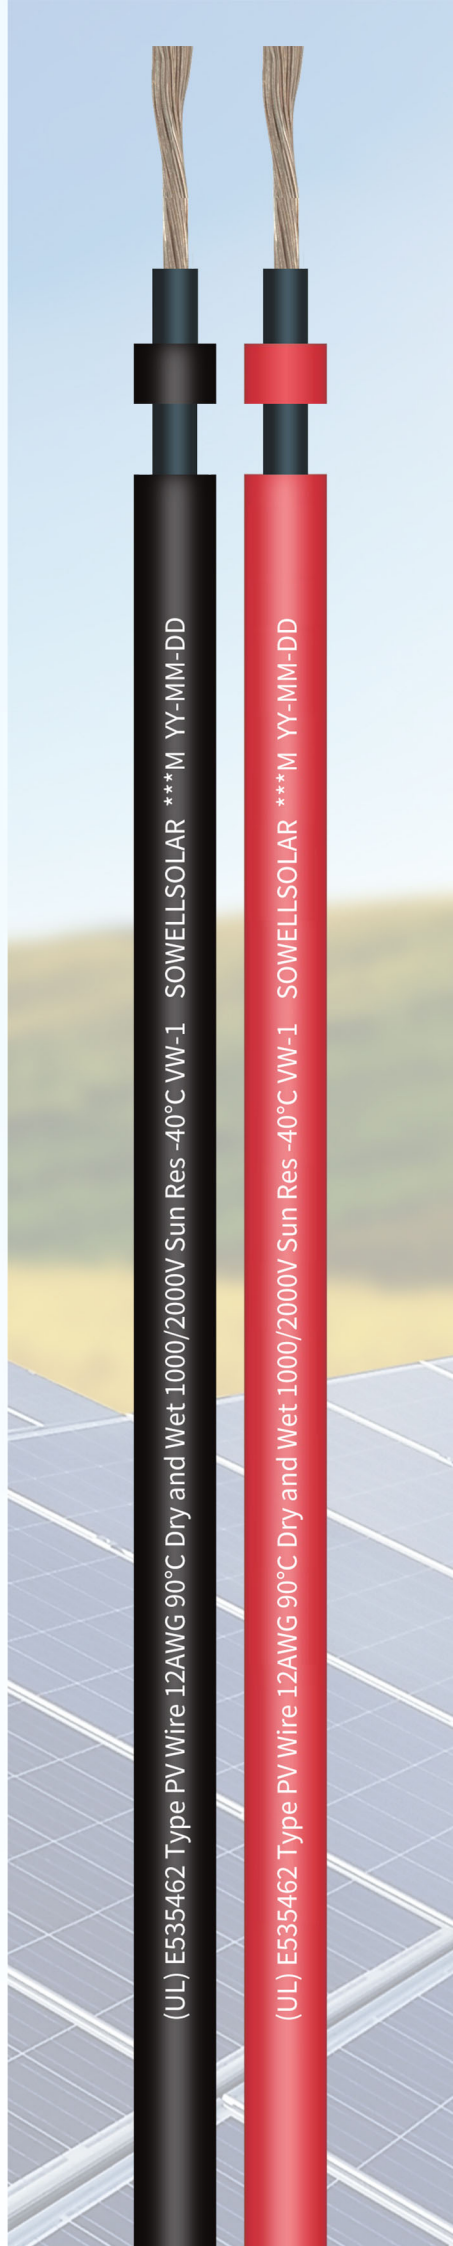 (UL) E535462 Type PV Wire 12AWG 90°C Dry and Wet 1000/2000V Sun Res -40°C VW-1 SOWELLSOLAR ***M YY-MM-DD
(UL) E535462 Type PV Wire 12AWG 90°C Dry and Wet 1000/2000V Sun Res -40°C VW-1 SOWELLSOLAR ***M YY-MM-DD